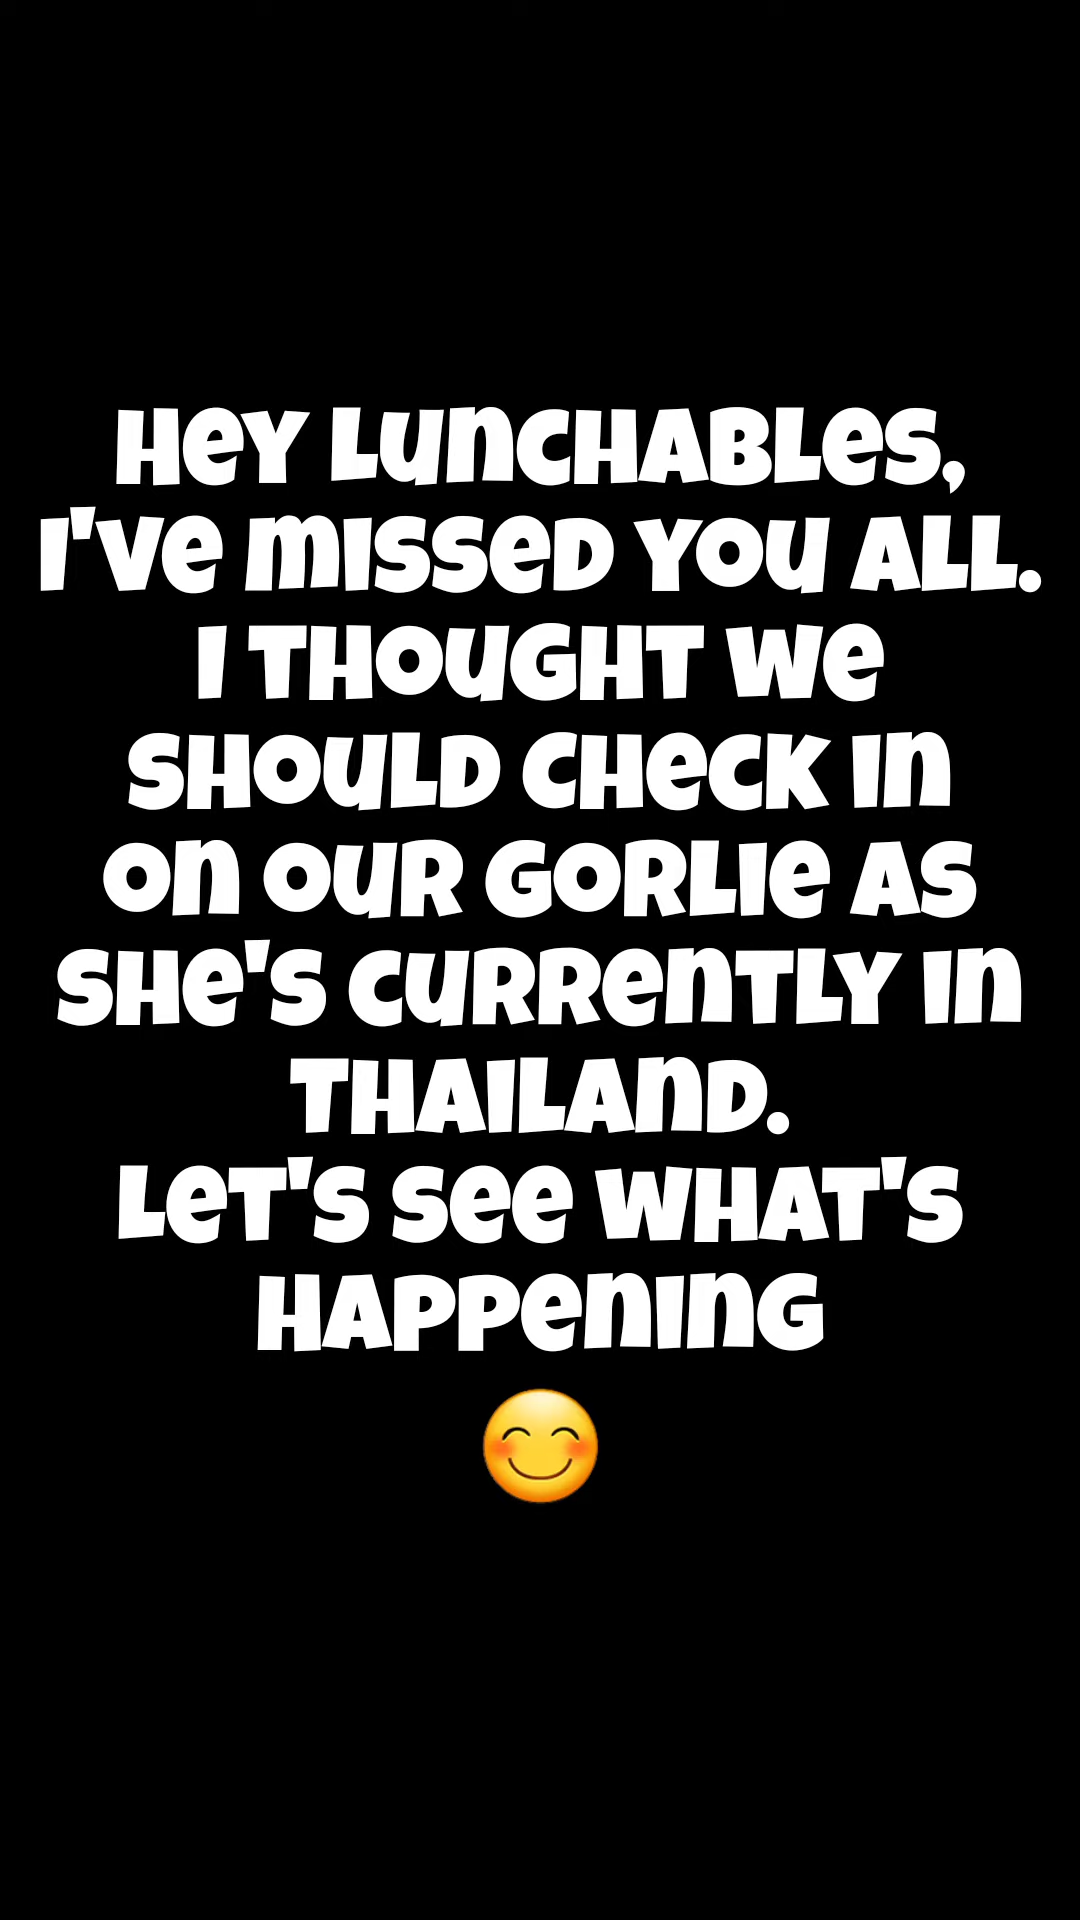 Hey Lunchables,
I've missed you all.
I thought we
should check in
on our gorlie as
she's currently in
Thailand.
Let's see what's
happening
😊